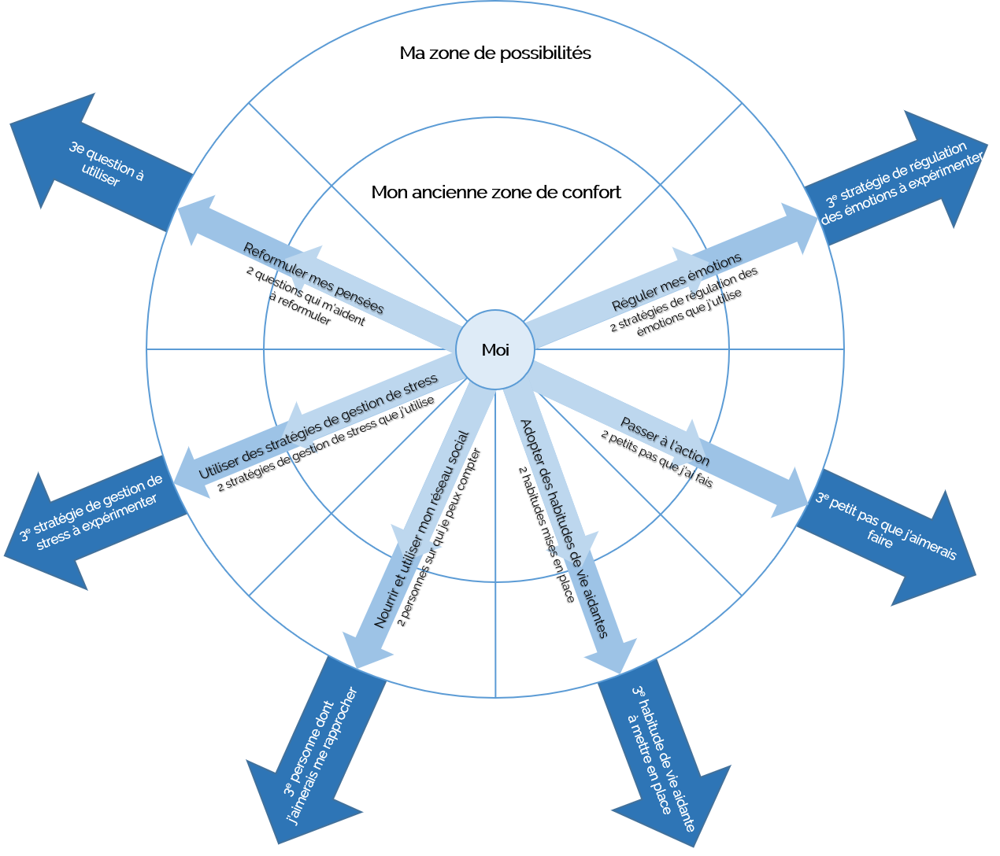 Ma zone de possibilités
Mon ancienne zone de confort
Moi
3e question à
utiliser
Reformuler mes pensées
2 questions qui m'aident
à reformuler
3e stratégie de régulation
des émotions à expérimenter
Réguler mes émotions
2 stratégies de régulation des
émotions que j'utilise
Utiliser des stratégies de gestion de stress
2 stratégies de gestion de stress que j'utilise
3e stratégie de gestion de
stress à expérimenter
Passer à l'action
2 petits pas que j'ai fais
3e petit pas que j'aimerais
faire
Nourrir et utiliser mon réseau social
2 personnes sur qui je peux compter
3e personne dont
j'aimerais me rapprocher
Adopter des habitudes de vie aidantes
2 habitudes mises en place
3e habitude de vie aidante
à mettre en place